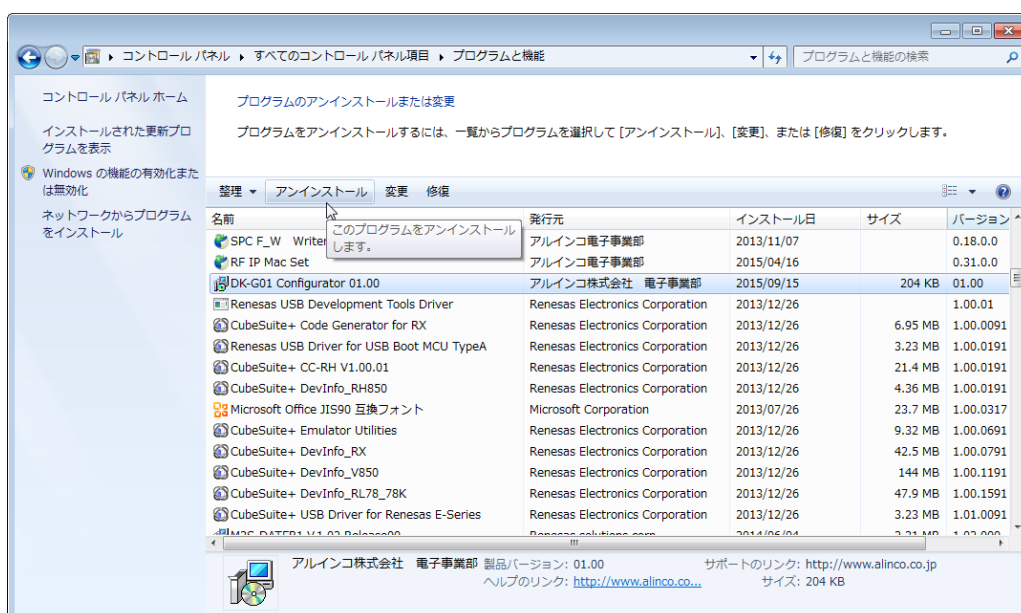 コントロール パネル ▸ すべてのコントロール パネル項目 ▸ プログラムと機能
プログラムと機能の検索
コントロール パネル ホーム
インストールされた更新プログラムを表示
Windows の機能の有効化または無効化
ネットワークからプログラムをインストール
プログラムのアンインストールまたは変更
プログラムをアンインストールするには、一覧からプログラムを選択して [アンインストール]、[変更]、または [修復] をクリックします。
整理 アンインストール 変更 修復
名前 発行元 インストール日 サイズ バージョン
このプログラムをアンインストール
します。
SPC F_W Writer アルインコ電子事業部 2013/11/07 0.18.0.0
RF IP Mac Set アルインコ電子事業部 2015/04/16 0.31.0.0
DK-G01 Configurator 01.00 アルインコ株式会社 電子事業部 2015/09/15 204 KB 01.00
Renesas USB Development Tools Driver Renesas Electronics Corporation 2013/12/26 1.00.01
CubeSuite+ Code Generator for RX Renesas Electronics Corporation 2013/12/26 6.95 MB 1.00.0091
Renesas USB Driver for USB Boot MCU TypeA Renesas Electronics Corporation 2013/12/26 3.23 MB 1.00.0191
CubeSuite+ CC-RH V1.00.01 Renesas Electronics Corporation 2013/12/26 21.4 MB 1.00.0191
CubeSuite+ DevInfo_RH850 Renesas Electronics Corporation 2013/12/26 4.36 MB 1.00.0191
Microsoft Office JIS90 互換フォント Microsoft Corporation 2013/07/26 23.7 MB 1.00.0317
CubeSuite+ Emulator Utilities Renesas Electronics Corporation 2013/12/26 9.32 MB 1.00.0691
CubeSuite+ DevInfo_RX Renesas Electronics Corporation 2013/12/26 42.5 MB 1.00.0791
CubeSuite+ DevInfo_V850 Renesas Electronics Corporation 2013/12/26 144 MB 1.00.1191
CubeSuite+ DevInfo_RL78_78K Renesas Electronics Corporation 2013/12/26 47.9 MB 1.00.1591
CubeSuite+ USB Driver for Renesas E-Series Renesas Electronics Corporation 2013/12/26 3.23 MB 1.01.0091
アルインコ株式会社 電子事業部 製品バージョン: 01.00 サポートのリンク: http://www.alinco.co.jp
ヘルプのリンク: http://www.alinco.co... サイズ: 204 KB